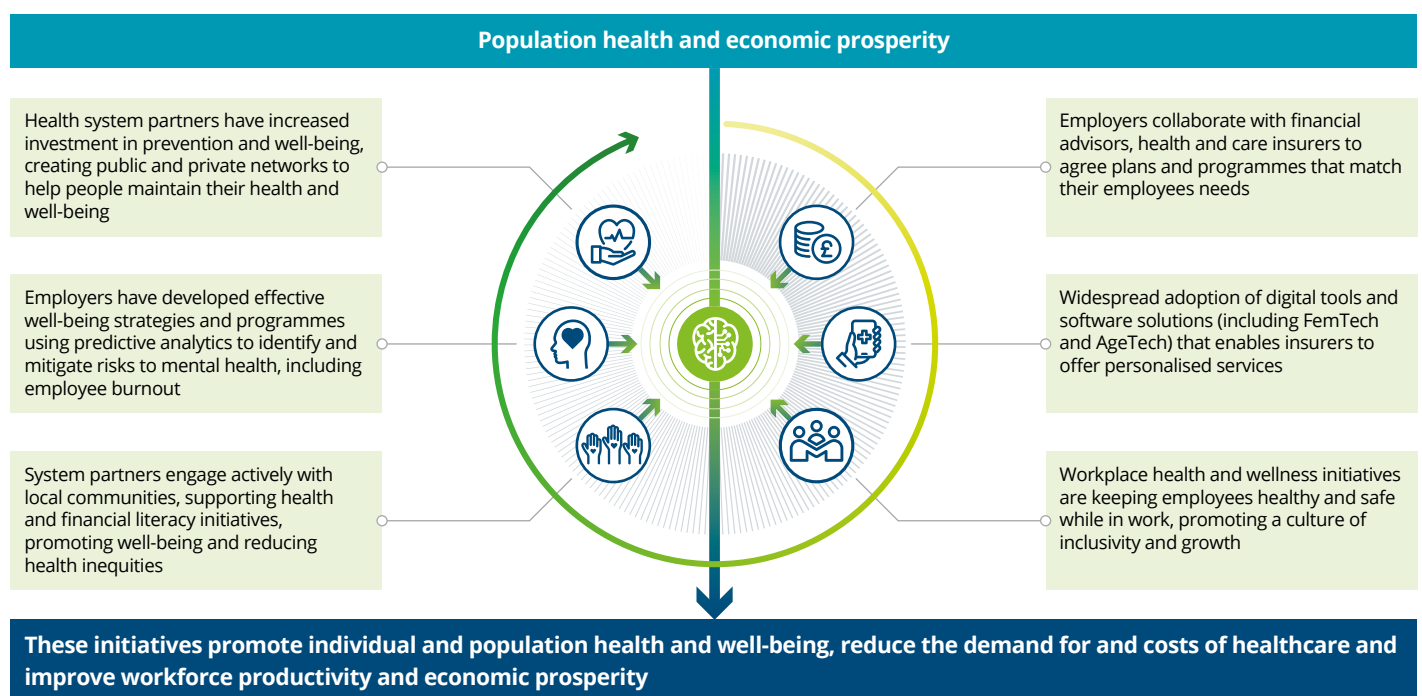 Population health and economic prosperity
Health system partners have increased
investment in prevention and well-being,
creating public and private networks to
help people maintain their health and
well-being
Employers have developed effective
well-being strategies and programmes
using predictive analytics to identify and
mitigate risks to mental health, including
employee burnout
System partners engage actively with
local communities, supporting health
and financial literacy initiatives,
promoting well-being and reducing
health inequities
£
Employers collaborate with financial
advisors, health and care insurers to
agree plans and programmes that match
their employees needs
Widespread adoption of digital tools and
software solutions (including FemTech
and AgeTech) that enables insurers to
offer personalised services
Workplace health and wellness initiatives
are keeping employees healthy and safe
while in work, promoting a culture of
inclusivity and growth
These initiatives promote individual and population health and well-being, reduce the demand for and costs of healthcare and
improve workforce productivity and economic prosperity